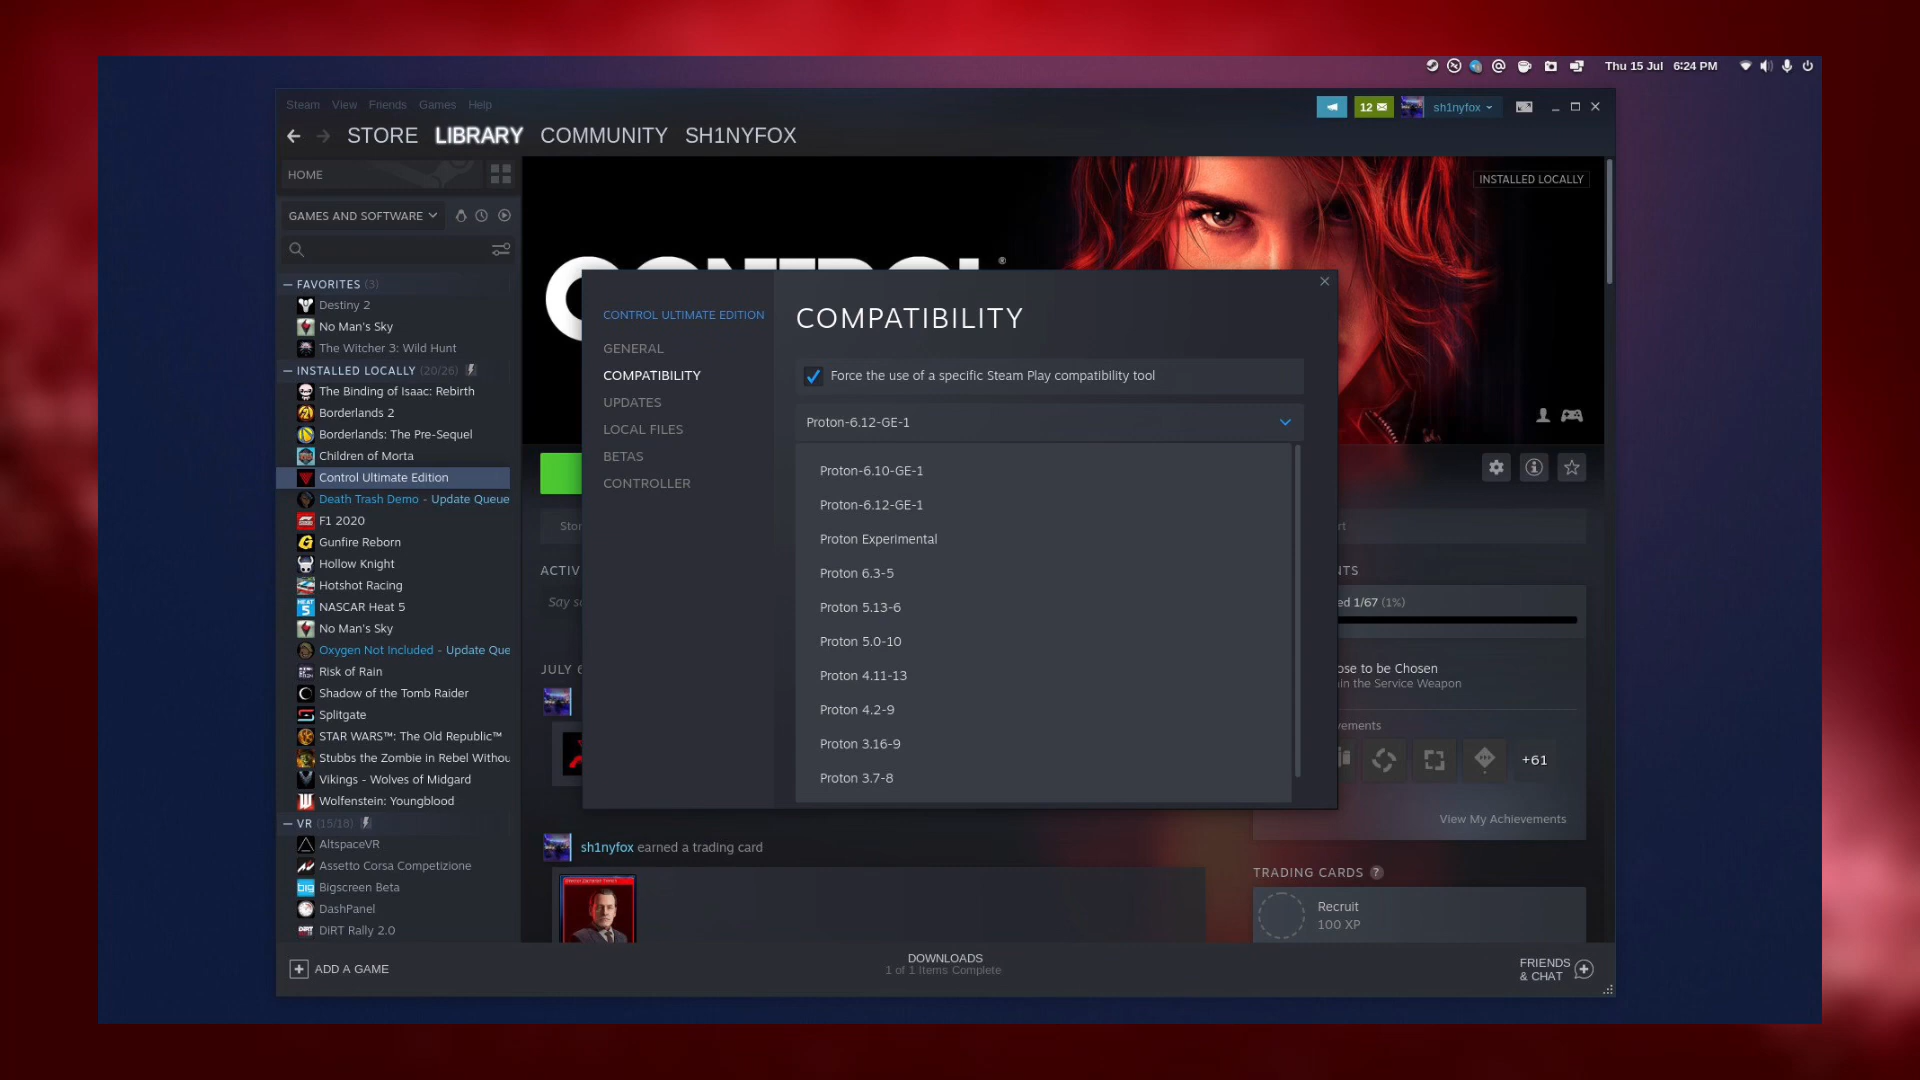 Thu 15 Jul 6:24 PM
Steam View Friends Games Help
12
sh1nyfox
STORE LIBRARY COMMUNITY SH1NYFOX
HOME
INSTALLED LOCALLY
GAMES AND SOFTWARE
CONTROL ®
FAVORITES (3)
Destiny 2
No Man's Sky
The Witcher 3: Wild Hunt
INSTALLED LOCALLY (20/26)
The Binding of Isaac: Rebirth
Borderlands 2
Borderlands: The Pre-Sequel
Children of Morta
Control Ultimate Edition
Death Trash Demo - Update Queue
F1 2020
Gunfire Reborn
Hollow Knight
Hotshot Racing
NASCAR Heat 5
No Man's Sky
Oxygen Not Included - Update Que
Risk of Rain
Shadow of the Tomb Raider
Splitgate
STAR WARS™: The Old Republic™
Stubbs the Zombie in Rebel Withou
Vikings - Wolves of Midgard
Wolfenstein: Youngblood
VR (15/18)
AltspaceVR
Assetto Corsa Competizione
Bigscreen Beta
DashPanel
DiRT Rally 2.0
CONTROL ULTIMATE EDITION
GENERAL
COMPATIBILITY
UPDATES
LOCAL FILES
BETAS
CONTROLLER
COMPATIBILITY
Force the use of a specific Steam Play compatibility tool
Proton-6.12-GE-1
Proton-6.10-GE-1
Proton-6.12-GE-1
Proton Experimental
Proton 6.3-5
Proton 5.13-6
Proton 5.0-10
Proton 4.11-13
Proton 4.2-9
Proton 3.16-9
Proton 3.7-8
Stor
rt
ACTIV
Say so
JULY 6
NTS
ed 1/67 (1%)
ose to be Chosen
in the Service Weapon
vements
+61
View My Achievements
sh1nyfox earned a trading card
TRADING CARDS ?
Recruit
100 XP
ADD A GAME
DOWNLOADS
1 of 1 Items Complete
FRIENDS
& CHAT